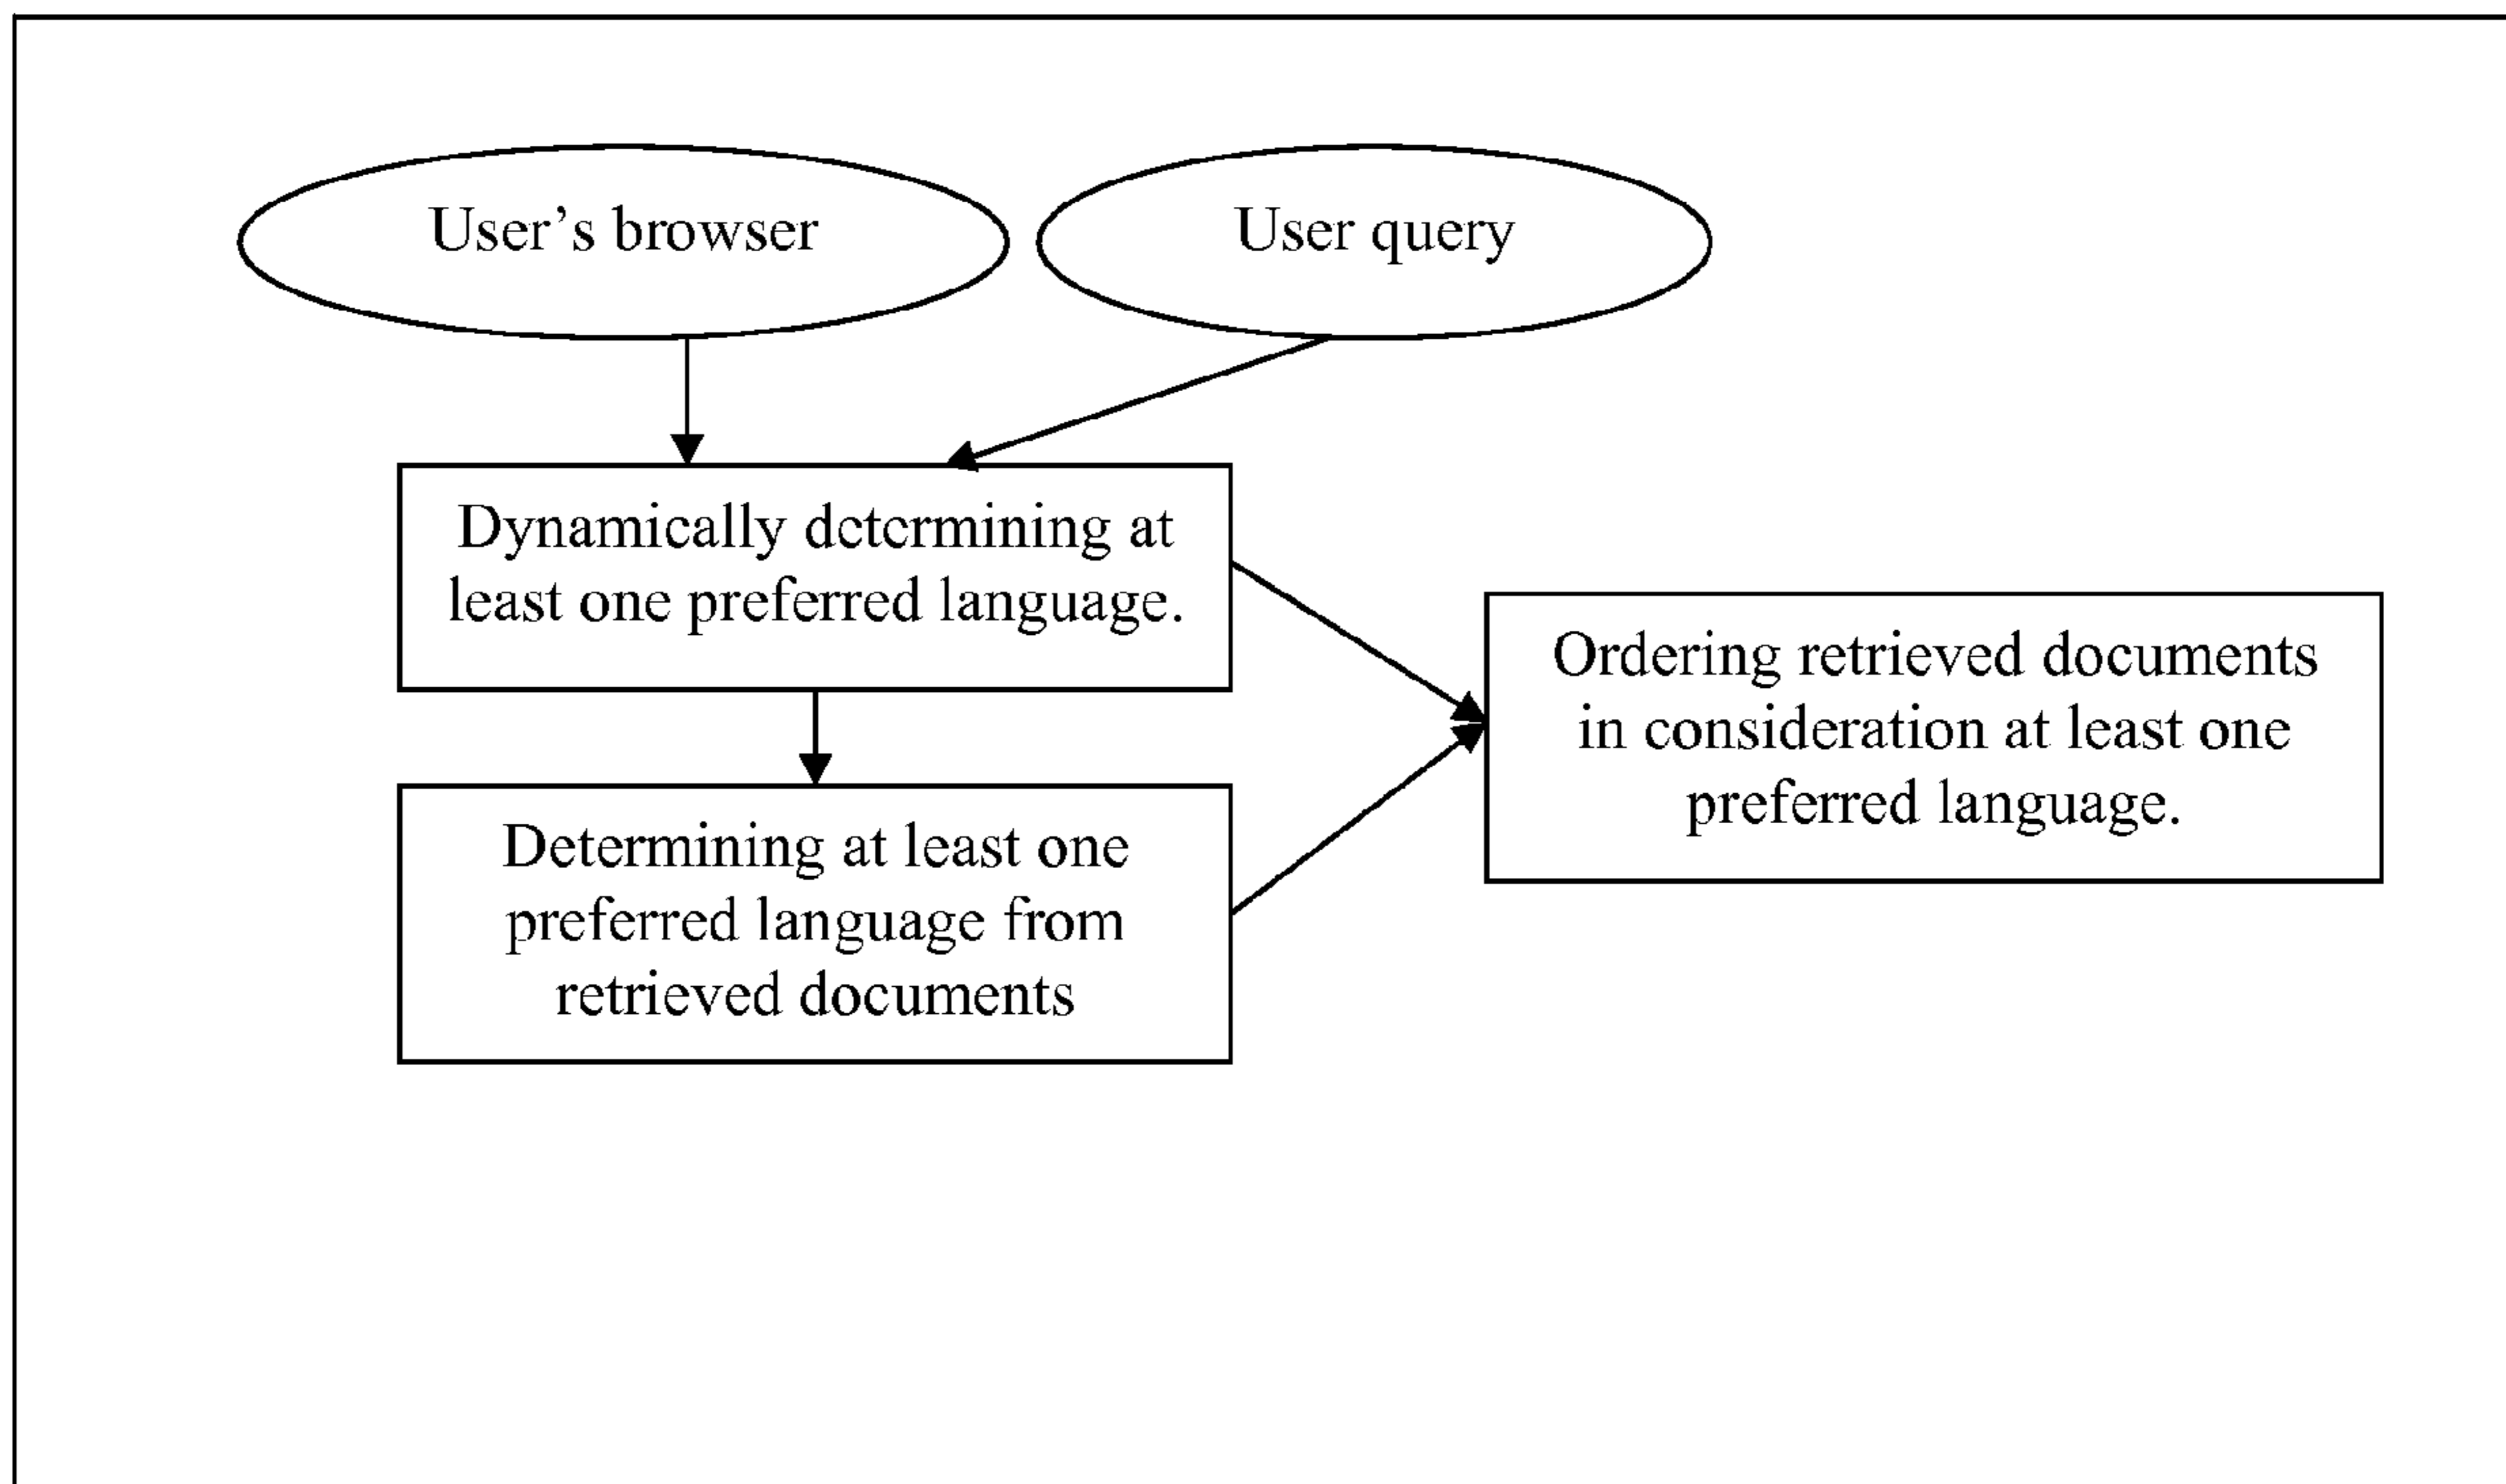 User's browser
User query
Dynamically determining at
least one preferred language.
Ordering retrieved documents
in consideration at least one
preferred language.
Determining at least one
preferred language from
retrieved documents